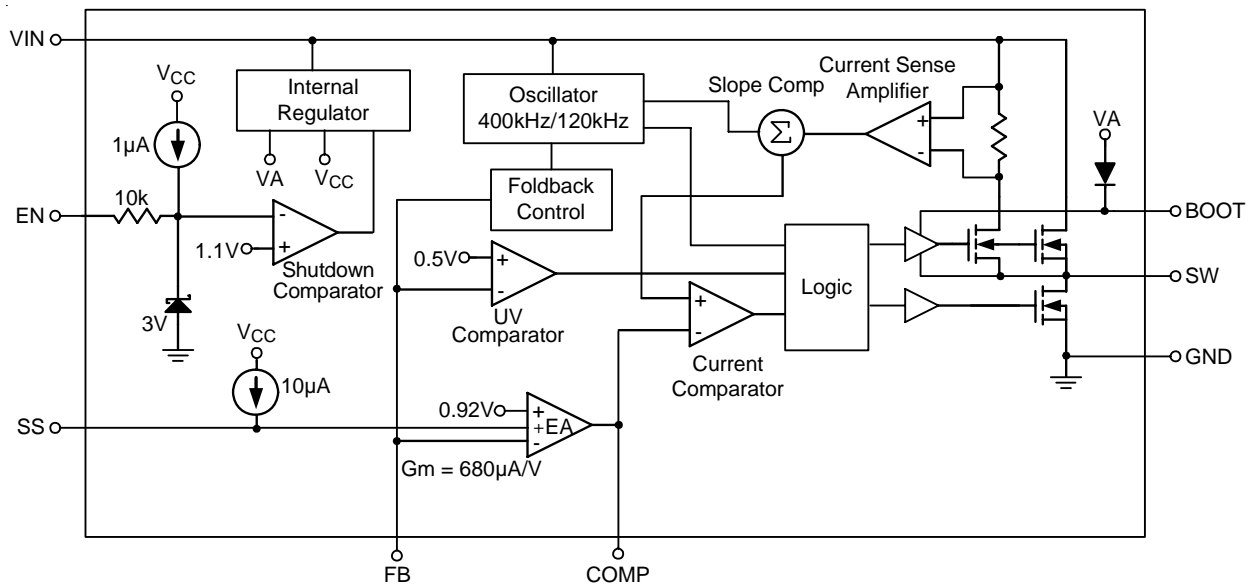 VIN
VCC
1µA
Internal
Regulator
VA
VCC
Oscillator
400kHz/120kHz
Slope Comp
Σ
Current Sense
Amplifier
+
-
VA
Foldback
Control
EN
10k
-
+
1.1V
Shutdown
Comparator
3V
0.5V
+
-
UV
Comparator
Logic
+
-
Current
Comparator
BOOT
SW
GND
VCC
10µA
SS
0.92V
+
+EA
-
Gm = 680µA/V
FB
COMP